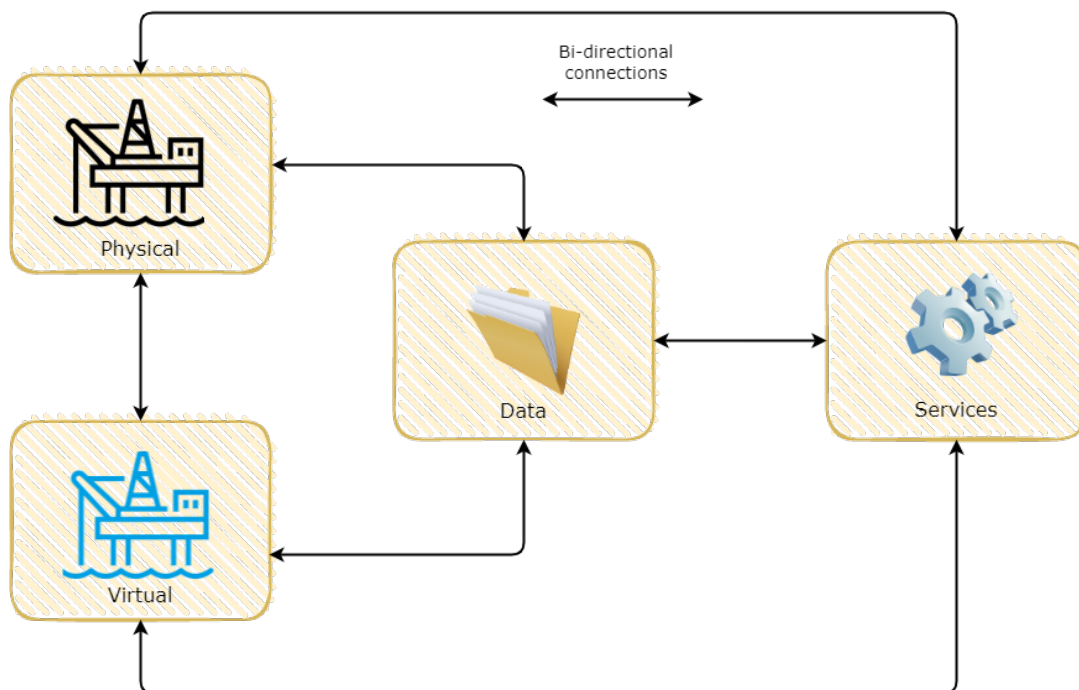 Bi-directional
connections
Physical
Data
Services
Virtual